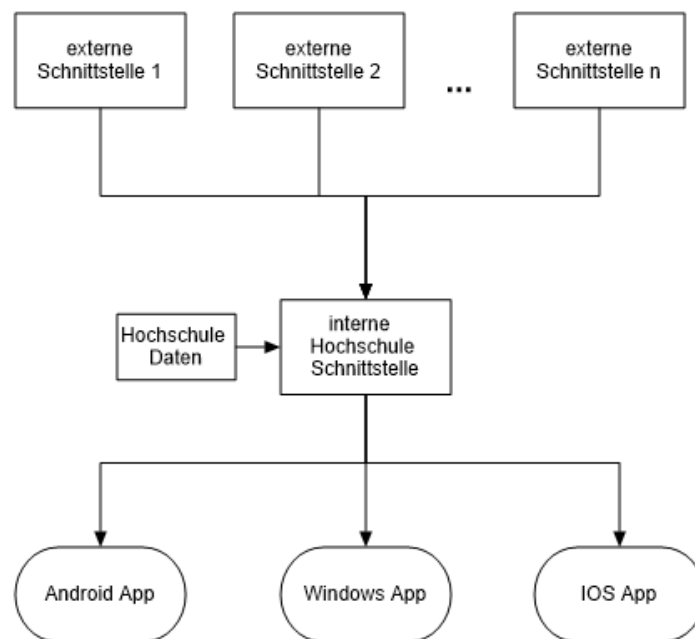 externe
Schnittstelle 1
externe
Schnittstelle 2
...
externe
Schnittstelle n
Hochschule
Daten
interne
Hochschule
Schnittstelle
Android App
Windows App
IOS App